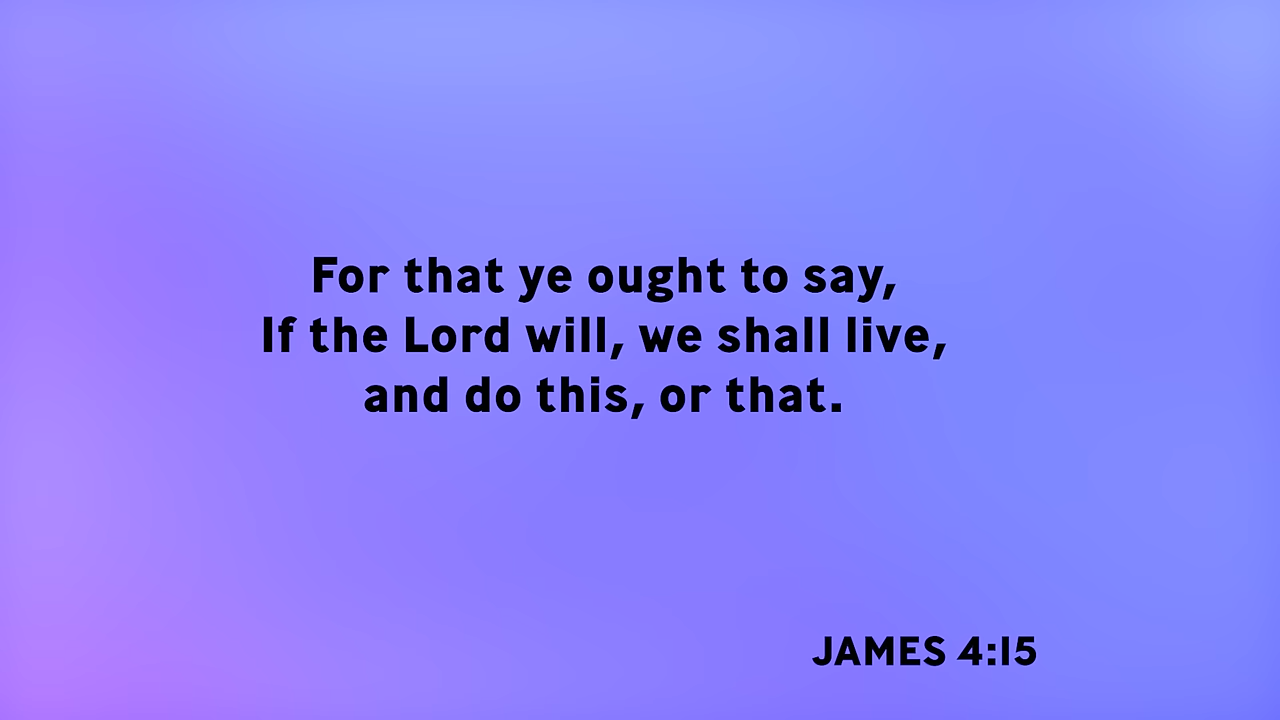 For that ye ought to say,
If the Lord will, we shall live,
and do this, or that.
JAMES 4:15